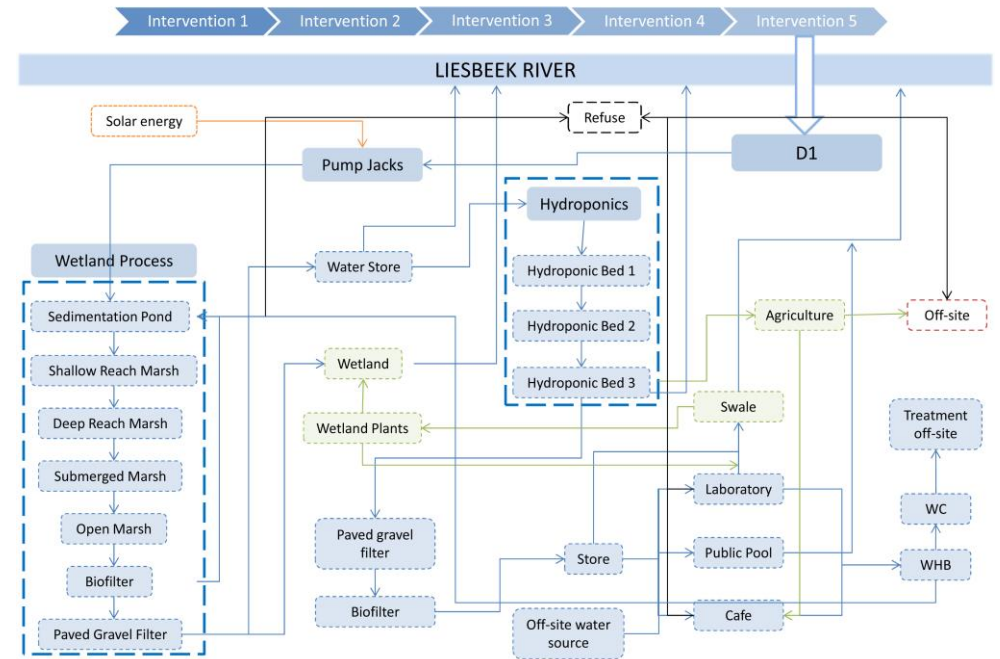 Intervention 1
Intervention 2
Intervention 3
Intervention 4
Intervention 5
LIESBEEK RIVER
Solar energy
Refuse
Pump Jacks
D1
Hydroponics
Wetland Process
Water Store
Hydroponic Bed 1
Sedimentation Pond
Hydroponic Bed 2
Agriculture
Off-site
Shallow Reach Marsh
Wetland
Hydroponic Bed 3
Deep Reach Marsh
Wetland Plants
Swale
Treatment
off-site
Submerged Marsh
Laboratory
WC
Open Marsh
Paved gravel
filter
Store
Public Pool
WHB
Biofilter
Biofilter
Off-site water
source
Cafe
Paved Gravel Filter